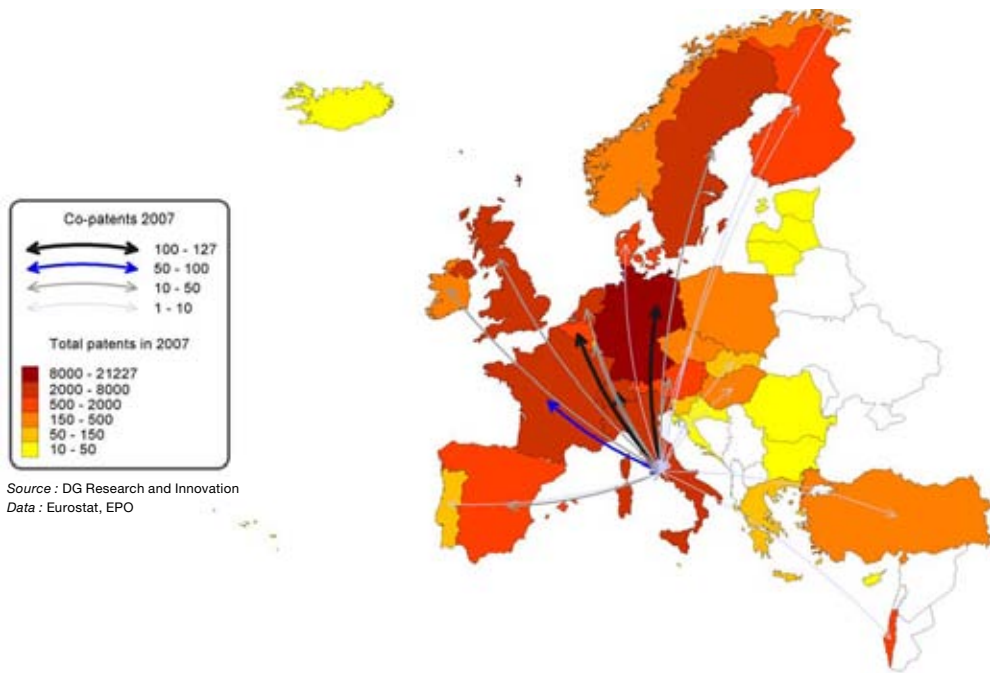 Co-patents 2007
100 - 127
50 - 100
10 - 50
1 - 10
Total patents in 2007
8000 - 21227
2000 - 8000
500 - 2000
150 - 500
50 - 150
10 - 50
Source : DG Research and Innovation
Data : Eurostat, EPO